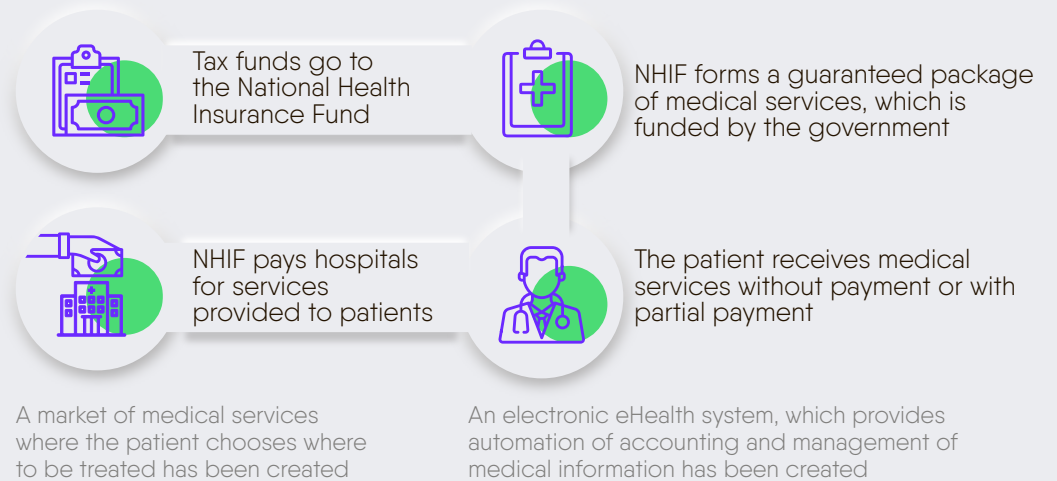 Tax funds go to
the National Health
Insurance Fund
NHIF forms a guaranteed package
of medical services, which is
funded by the government
NHIF pays hospitals
for services
provided to patients
The patient receives medical
services without payment or with
partial payment
A market of medical services
where the patient chooses where
to be treated has been created
An electronic eHealth system, which provides
automation of accounting and management of
medical information has been created